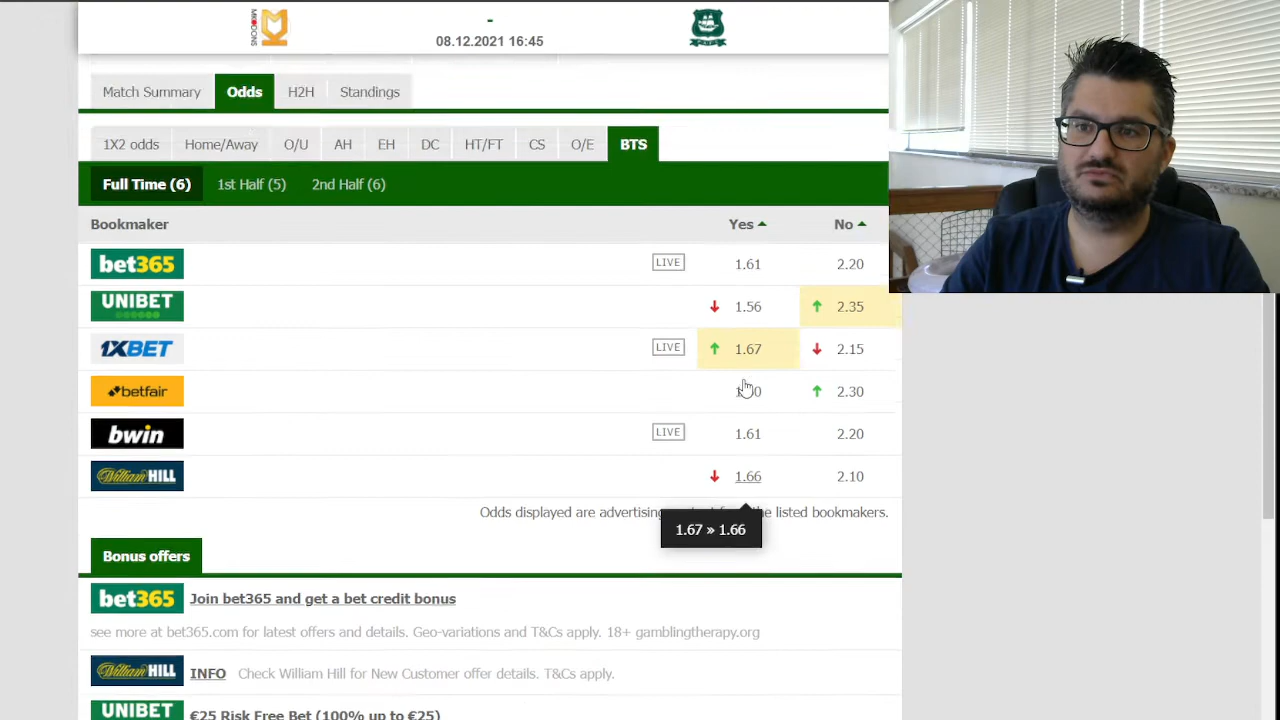 MK DONS
-
08.12.2021 16:45
Match Summary Odds H2H Standings
1X2 odds Home/Away AH EH DC HT/FT CS O/E BTS
Full Time (6) 1st Half (5) 2nd Half (6)
Bookmaker Yes No
bet365 LIVE 1.61 2.20
UNIBET 1.56 2.35
1XBET LIVE 1.67 2.15
betfair 2.30
bwin LIVE 1.61 2.20
William HILL 1.66 2.10
Odds displayed are advertising the listed bookmakers.
1.67 » 1.66
Bonus offers
bet365 Join bet365 and get a bet credit bonus
see more at bet365.com for latest offers and details. Geo-variations and T&Cs apply. 18+ gamblingtherapy.org
William HILL INFO Check William Hill for New Customer offer details. T&Cs apply.
UNIBET €25 Risk Free Bet (100% up to €25)